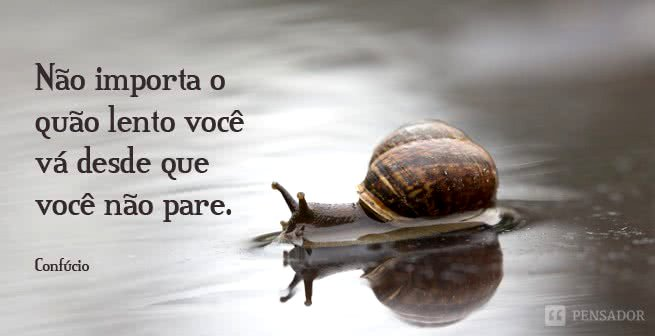 Não importa o
quão lento você
vá desde que
você não pare.
Confúcio
PENSADOR